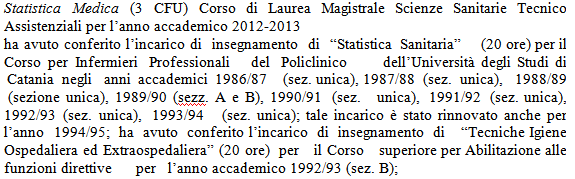 Statistica Medica (3 CFU) Corso di Laurea Magistrale Scienze Sanitarie Tecnico
Assistenziali per l'anno accademico 2012-2013
ha avuto conferito l'incarico di insegnamento di “Statistica Sanitaria” (20 ore) per il
Corso per Infermieri Professionali del Policlinico dell'Università degli Studi di
Catania negli anni accademici 1986/87 (sez. unica), 1987/88 (sez. unica), 1988/89
(sezione unica), 1989/90 (sezz. A e B), 1990/91 (sez. unica), 1991/92 (sez. unica),
1992/93 (sez. unica), 1993/94 (sez. unica); tale incarico è stato rinnovato anche per
l'anno 1994/95; ha avuto conferito l'incarico di insegnamento di “Tecniche Igiene
Ospedaliera ed Extraospedaliera” (20 ore) per il Corso superiore per Abilitazione alle
funzioni direttive per l'anno accademico 1992/93 (sez. B);